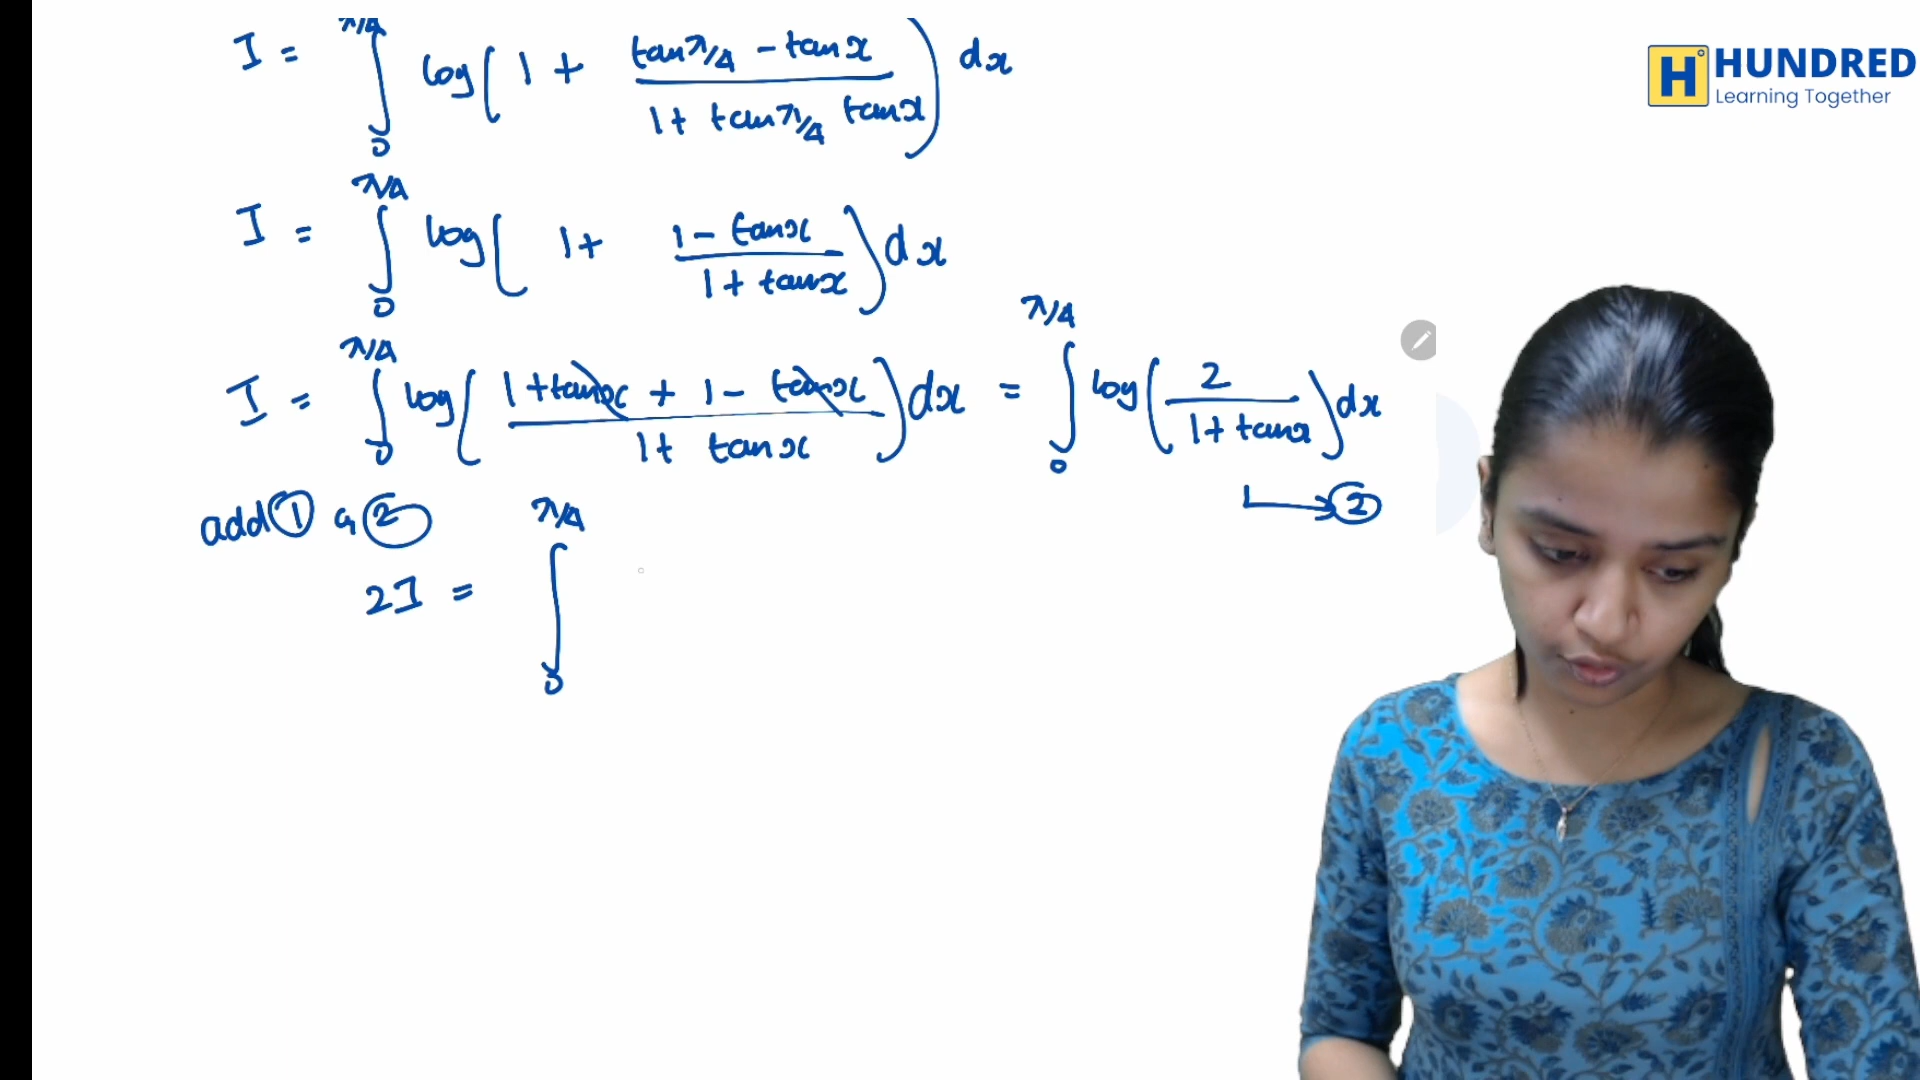 I = ∫₀^(π/4) log(1 + (tan π/4 - tan x)/(1 + tan π/4 tan x)) dx
HUNDRED
Learning Together
I = ∫₀^(π/4) log(1 + (1 - tan x)/(1 + tan x)) dx
I = ∫₀^(π/4) log((1 + tan x + 1 - tan x)/(1 + tan x)) dx = ∫₀^(π/4) log(2/(1 + tan x)) dx
→ ②
add ① & ②
2I = ∫₀^(π/4)